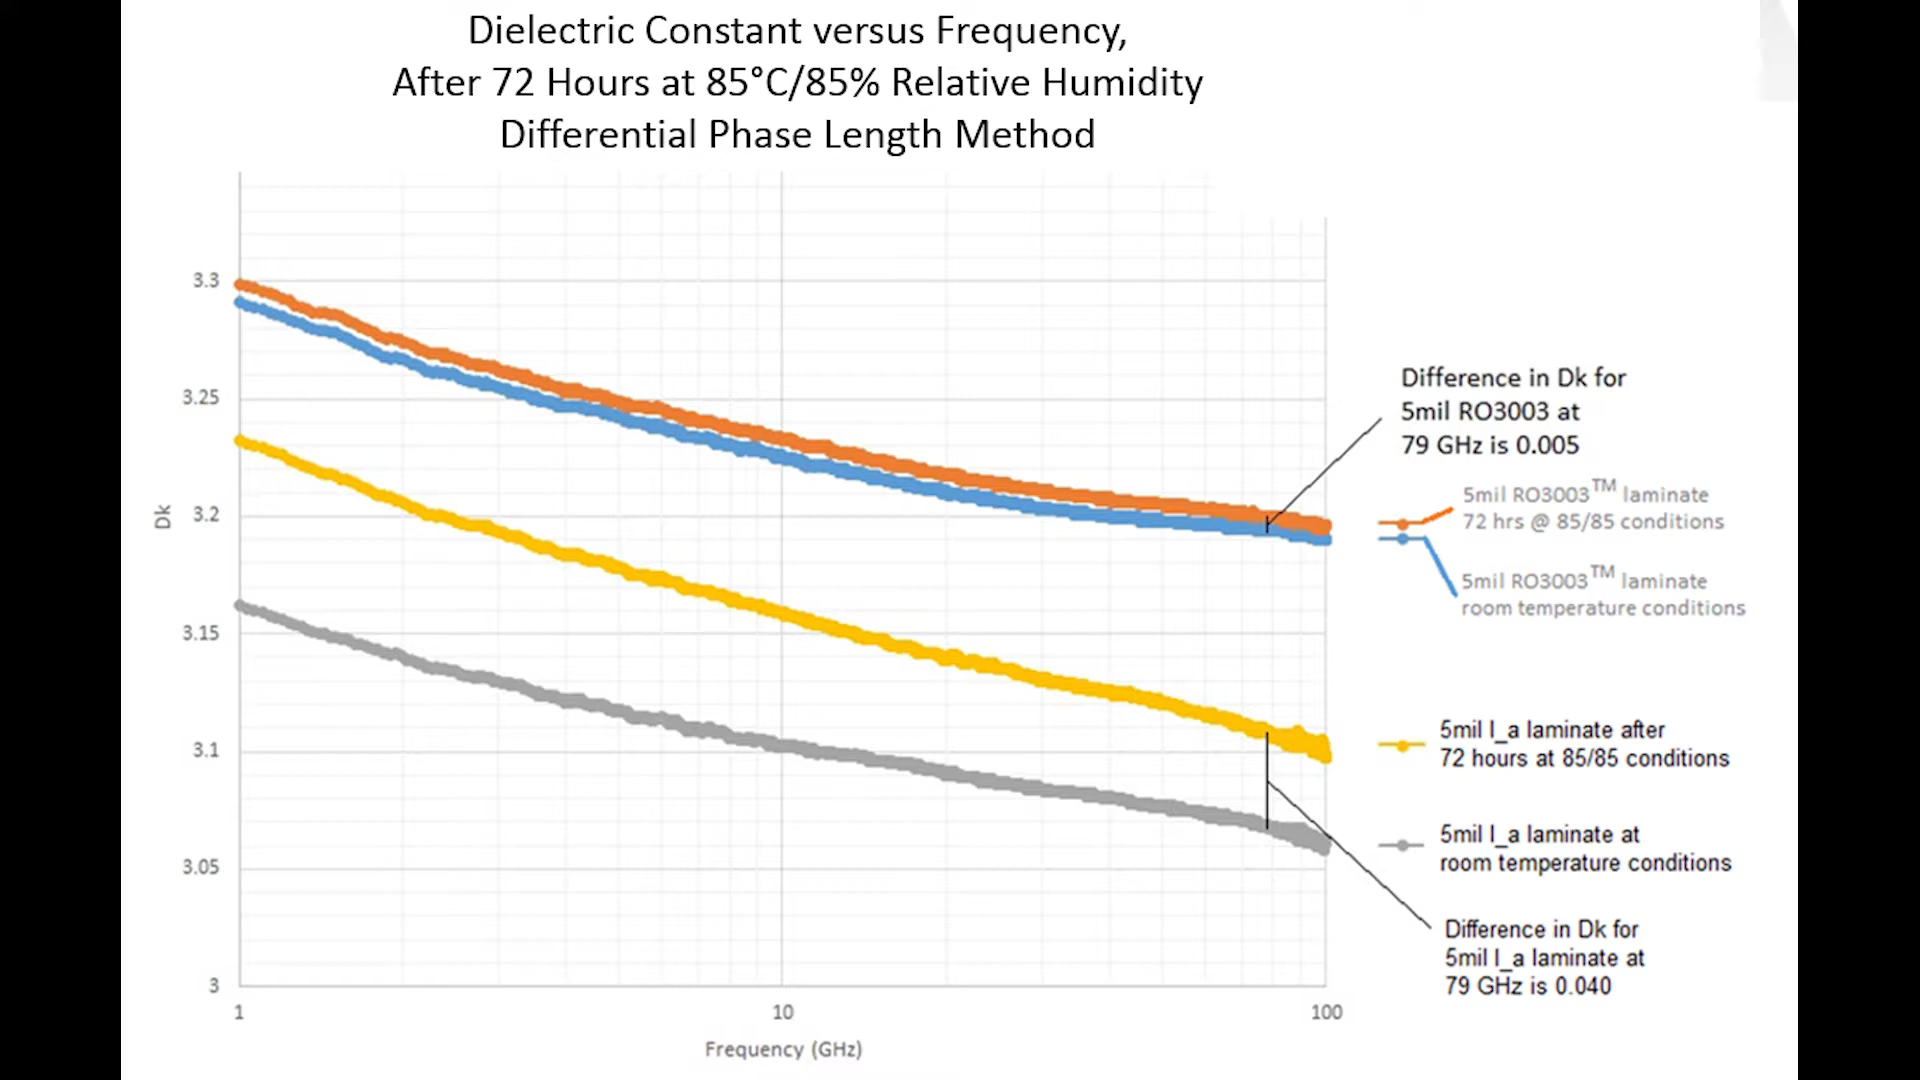 Dielectric Constant versus Frequency,
After 72 Hours at 85°C/85% Relative Humidity
Differential Phase Length Method
3.3
3.25
3.2
3.15
3.1
3.05
3
Dk
1
10
100
Frequency (GHz)
Difference in Dk for
5mil RO3003 at
79 GHz is 0.005
5mil RO3003™ laminate
72 hrs @ 85/85 conditions
5mil RO3003™ laminate
room temperature conditions
5mil I_a laminate after
72 hours at 85/85 conditions
5mil I_a laminate at
room temperature conditions
Difference in Dk for
5mil I_a laminate at
79 GHz is 0.040